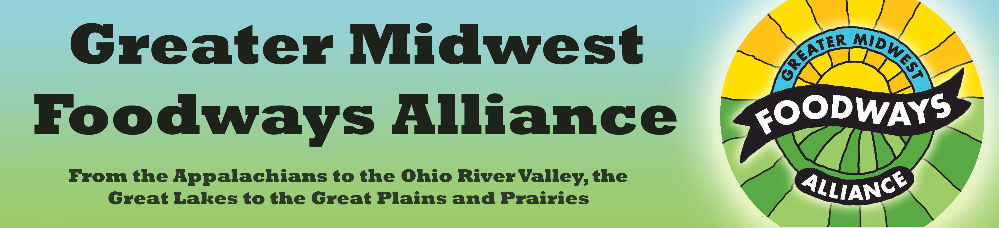 Greater Midwest
Foodways Alliance
From the Appalachians to the Ohio River Valley, the
Great Lakes to the Great Plains and Prairies
GREATER MIDWEST
FOODWAYS
ALLIANCE